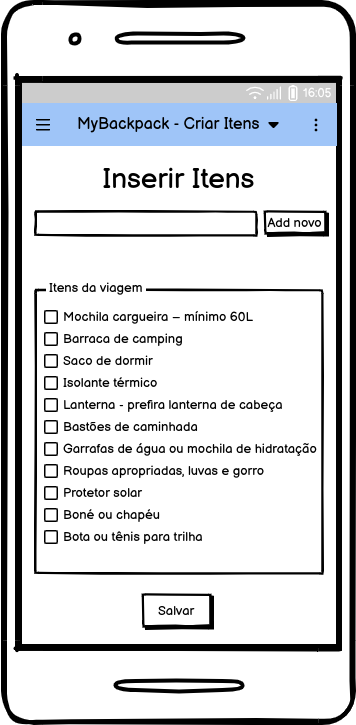 16:05
MyBackpack - Criar Itens
Inserir Itens
Add novo
Itens da viagem
Mochila cargueira – mínimo 60L
Barraca de camping
Saco de dormir
Isolante térmico
Lanterna - prefira lanterna de cabeça
Bastões de caminhada
Garrafas de água ou mochila de hidratação
Roupas apropriadas, luvas e gorro
Protetor solar
Boné ou chapéu
Bota ou tênis para trilha
Salvar